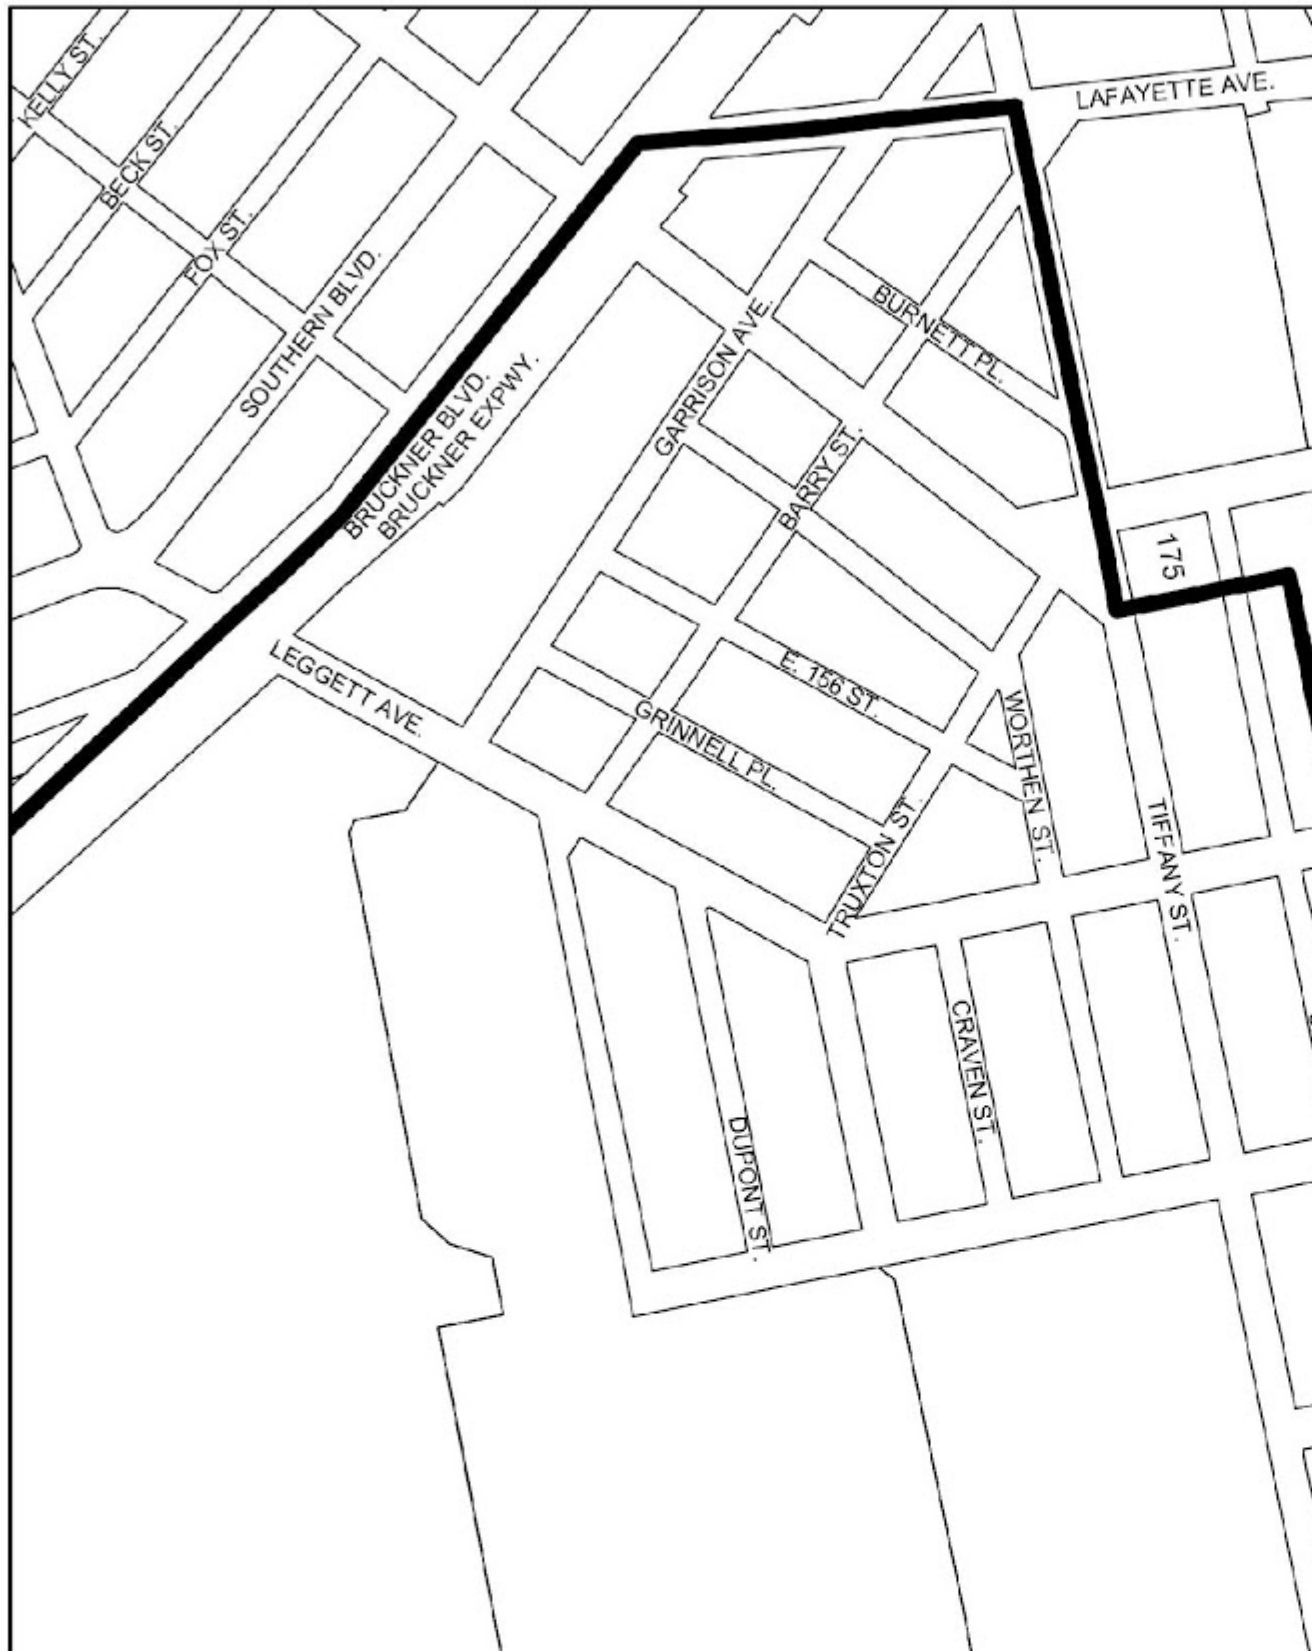 KELLY ST.
LAFAYETTE AVE.
BECK ST.
FOX ST.
SOUTHERN BLVD.
BURNETT PL.
GARRISON AVE.
BRUCKNER BLVD.
BRUCKNER EXPWY.
BARRY ST.
175
LEGGETT AVE.
E. 156 ST.
GRINNELL PL.
WORTHEN ST.
TRUXTON ST.
TIFFANY ST.
CRAVEN ST.
DUPONT ST.